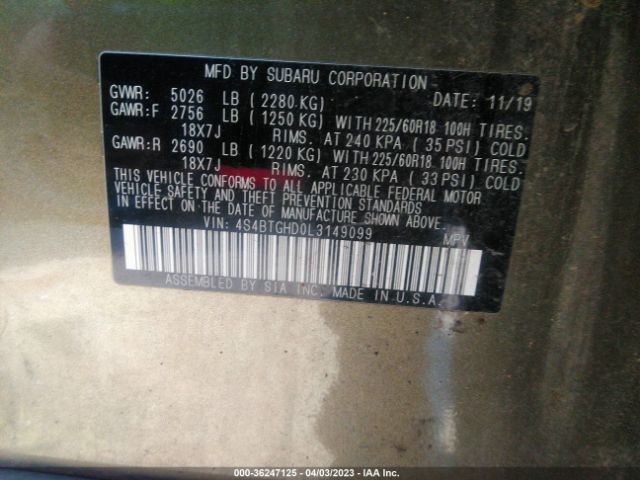 MFD BY SUBARU CORPORATION
GVWR: 5026 LB (2280 KG) DATE: 11/19
GAWR:F 2756 LB (1250 KG) WITH 225/60R18 100H TIRES.
18X7J RIMS. AT 240 KPA (35 PSI) COLD
GAWR:R 2690 LB (1220 KG) WITH 225/60R18 100H TIRES.
18X7J RIMS. AT 230 KPA (33 PSI) COLD
THIS VEHICLE CONFORMS TO ALL APPLICABLE FEDERAL MOTOR
VEHICLE SAFETY AND THEFT PREVENTION STANDARDS
IN EFFECT ON THE DATE OF MANUFACTURE SHOWN ABOVE.
VIN: 4S4BTGHD0L3149099 MPV
ASSEMBLED BY SIA INC. MADE IN U.S.A.
000-36247125 - 04/03/2023 - IAA Inc.